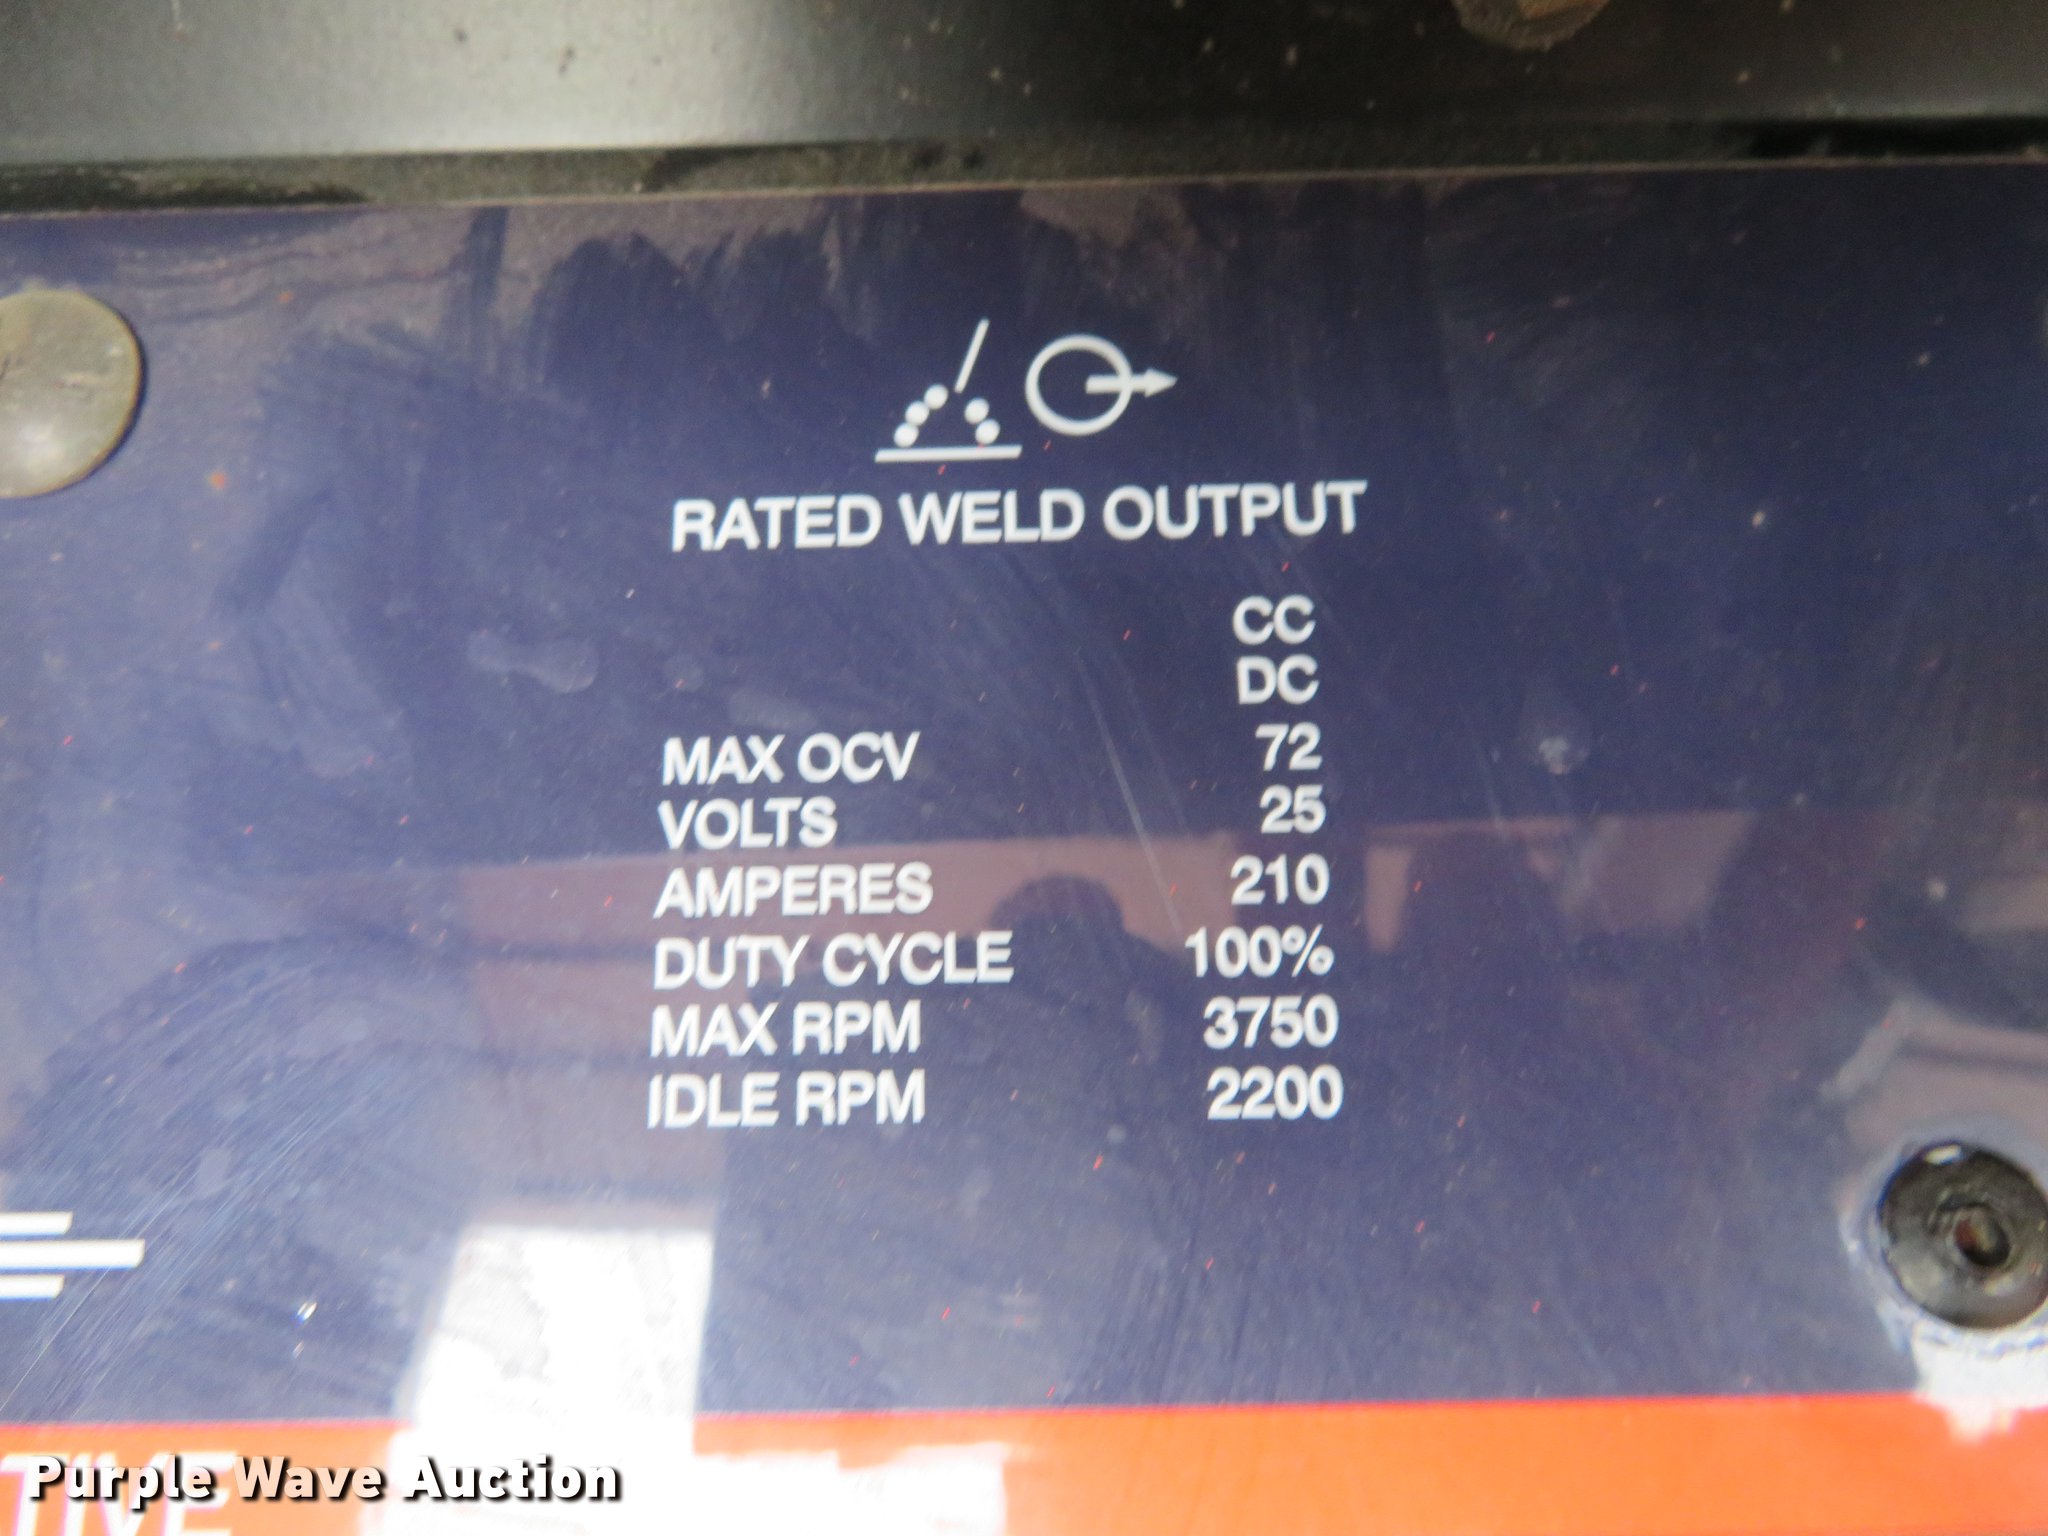 RATED WELD OUTPUT
CC
DC
MAX OCV 72
VOLTS 25
AMPERES 210
DUTY CYCLE 100%
MAX RPM 3750
IDLE RPM 2200
Purple Wave Auction